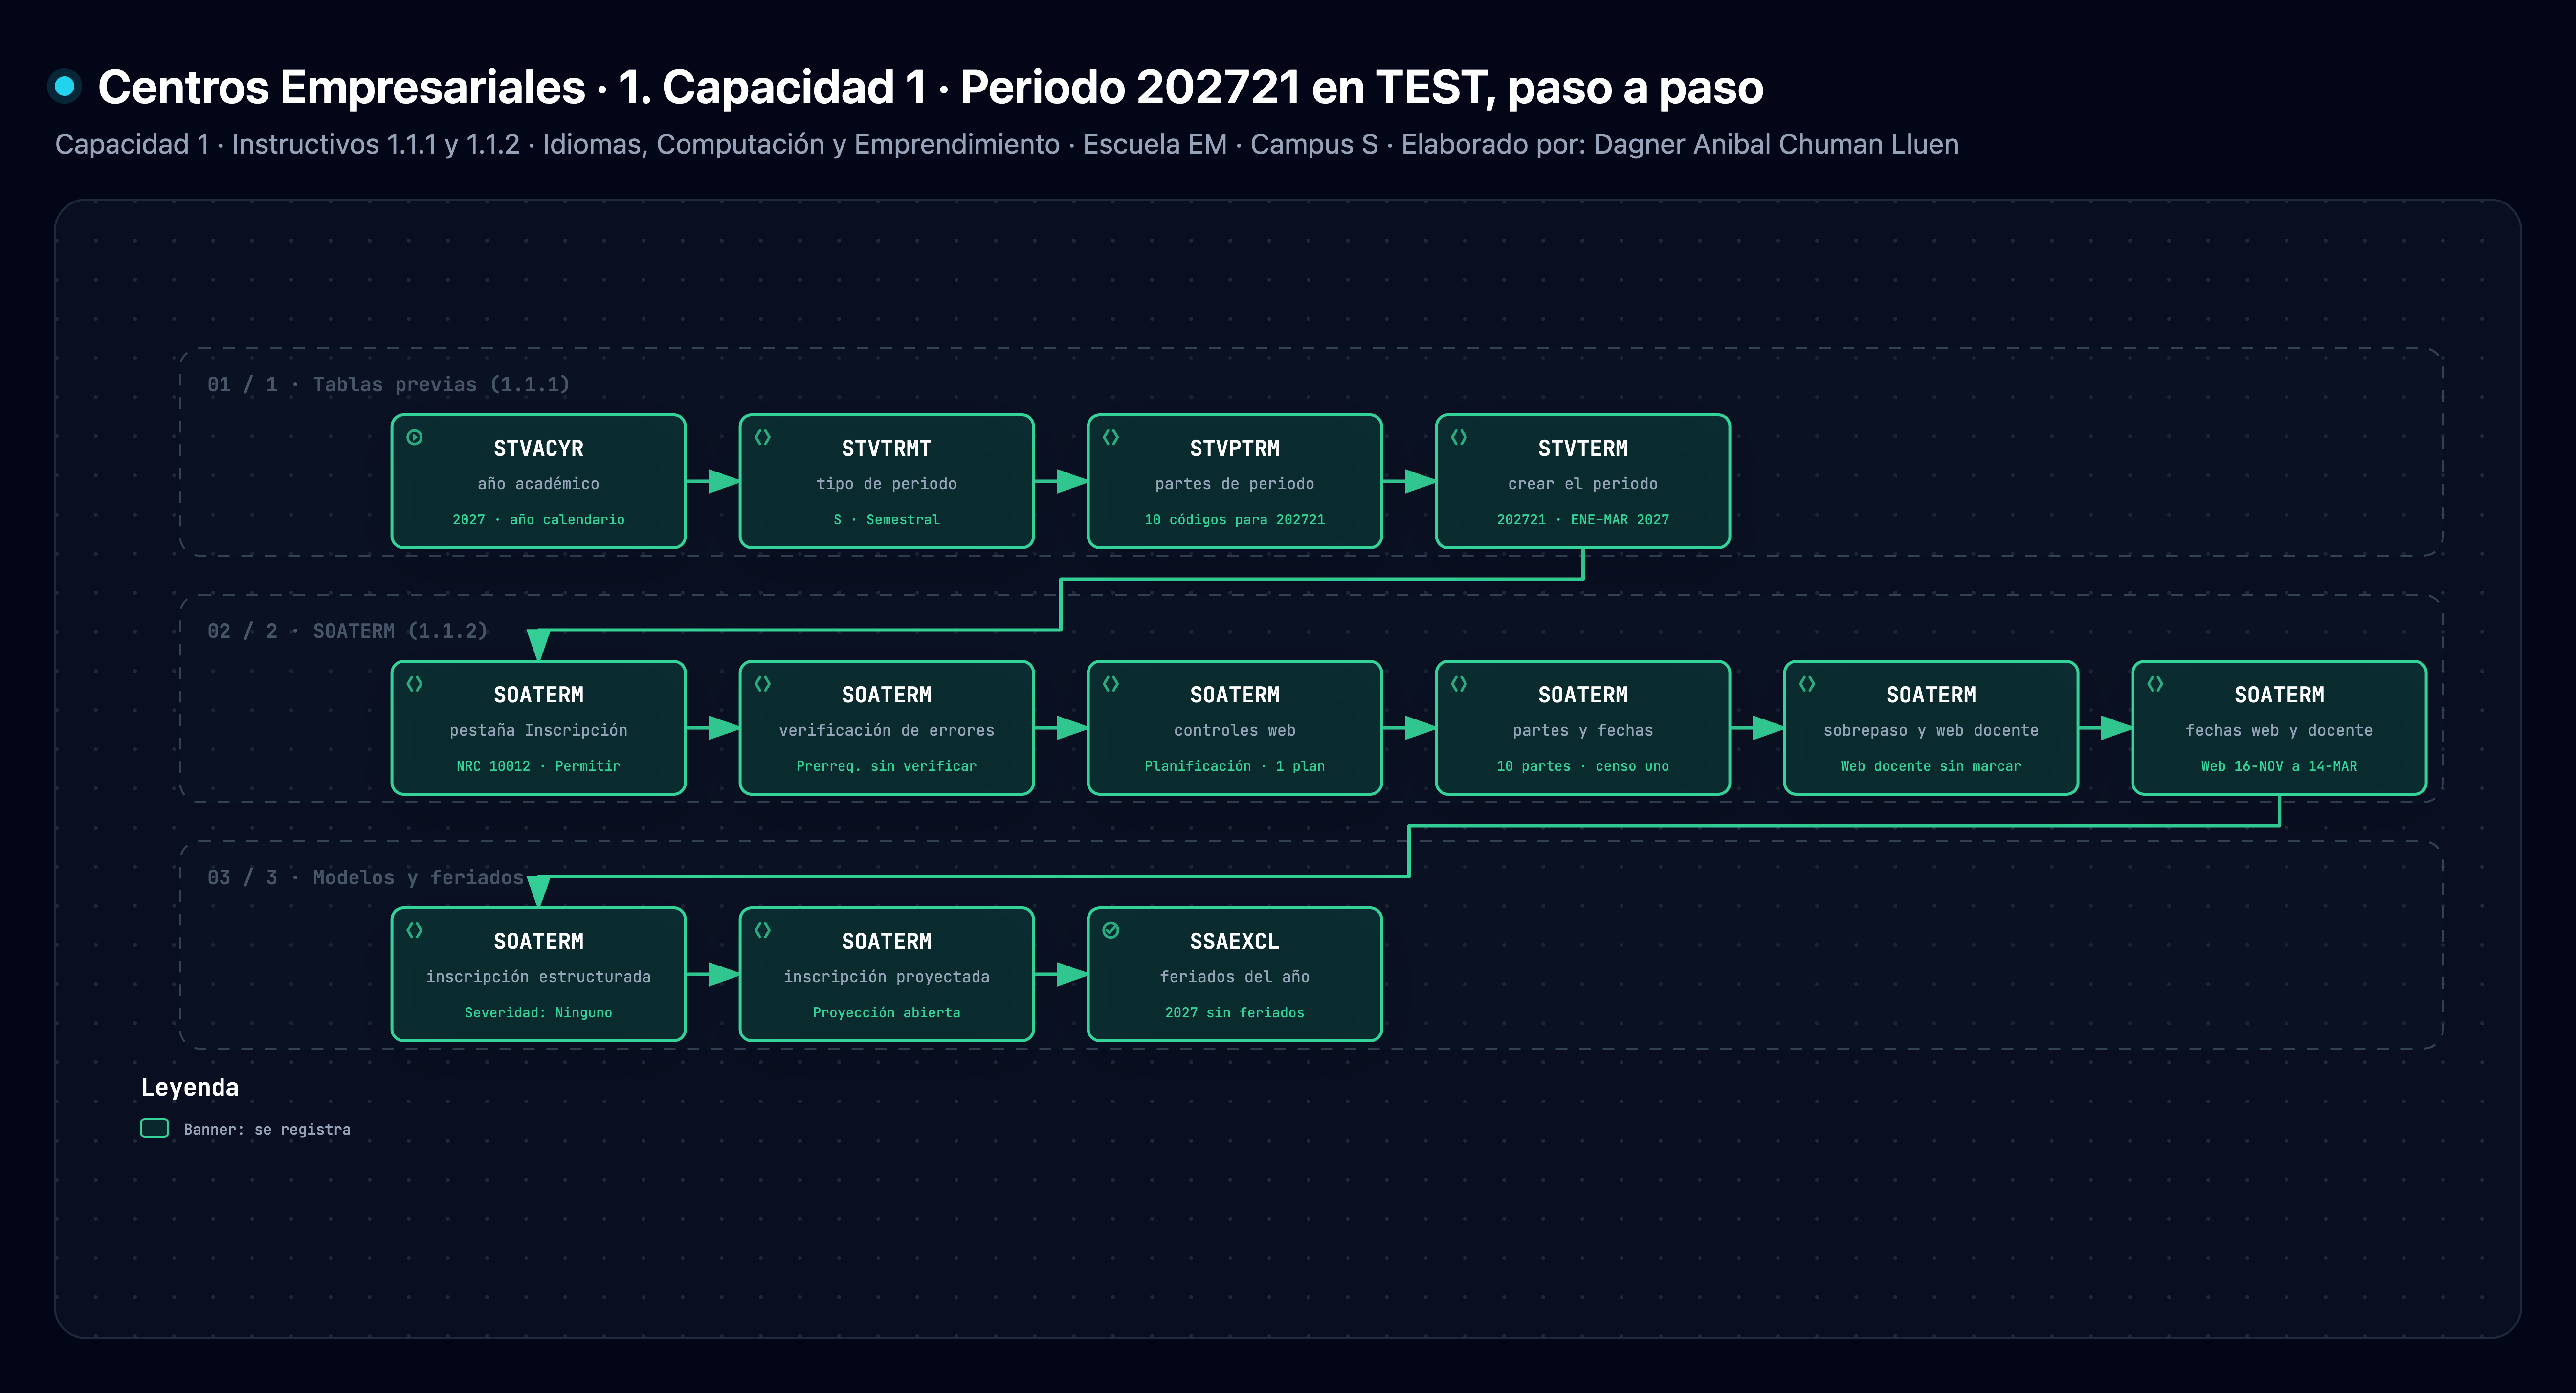 Centros Empresariales · 1. Capacidad 1 · Periodo 202721 en TEST, paso a paso
Capacidad 1 · Instructivos 1.1.1 y 1.1.2 · Idiomas, Computación y Emprendimiento · Escuela EM · Campus S · Elaborado por: Dagner Anibal Chuman Lluen
01 / 1 · Tablas previas (1.1.1)
STVACYR
año académico
2027 · año calendario
STVTRMT
tipo de periodo
S · Semestral
STVPTRM
partes de periodo
10 códigos para 202721
STVTERM
crear el periodo
202721 · ENE-MAR 2027
02 / 2 · SOATERM (1.1.2)
SOATERM
pestaña Inscripción
NRC 10012 · Permitir
SOATERM
verificación de errores
Prerreq. sin verificar
SOATERM
controles web
Planificación · 1 plan
SOATERM
partes y fechas
10 partes · censo uno
SOATERM
sobrepaso y web docente
Web docente sin marcar
SOATERM
fechas web y docente
Web 16-NOV a 14-MAR
03 / 3 · Modelos y feriados
SOATERM
inscripción estructurada
Severidad: Ninguno
SOATERM
inscripción proyectada
Proyección abierta
SSAEXCL
feriados del año
2027 sin feriados
Leyenda
Banner: se registra